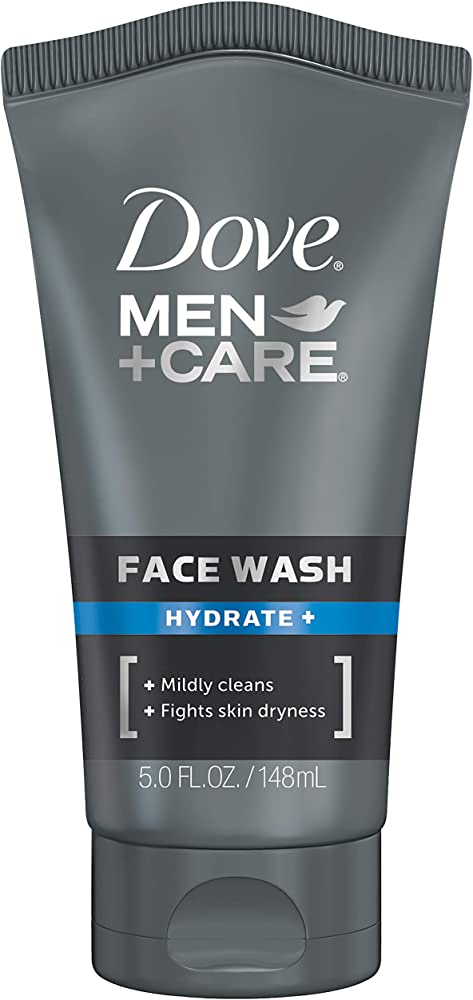 Dove®
MEN
+CARE®
FACE WASH
HYDRATE +
+ Mildly cleans
+ Fights skin dryness
5.0 FL.OZ./148mL